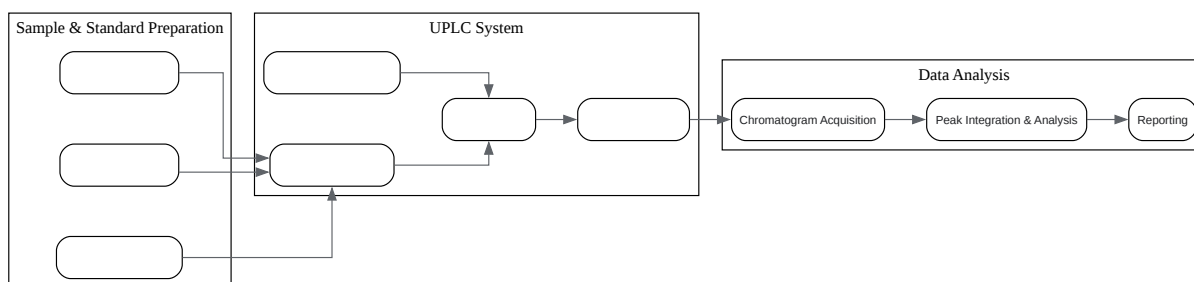 Sample & Standard Preparation
UPLC System
Data Analysis
Chromatogram Acquisition
Peak Integration & Analysis
Reporting